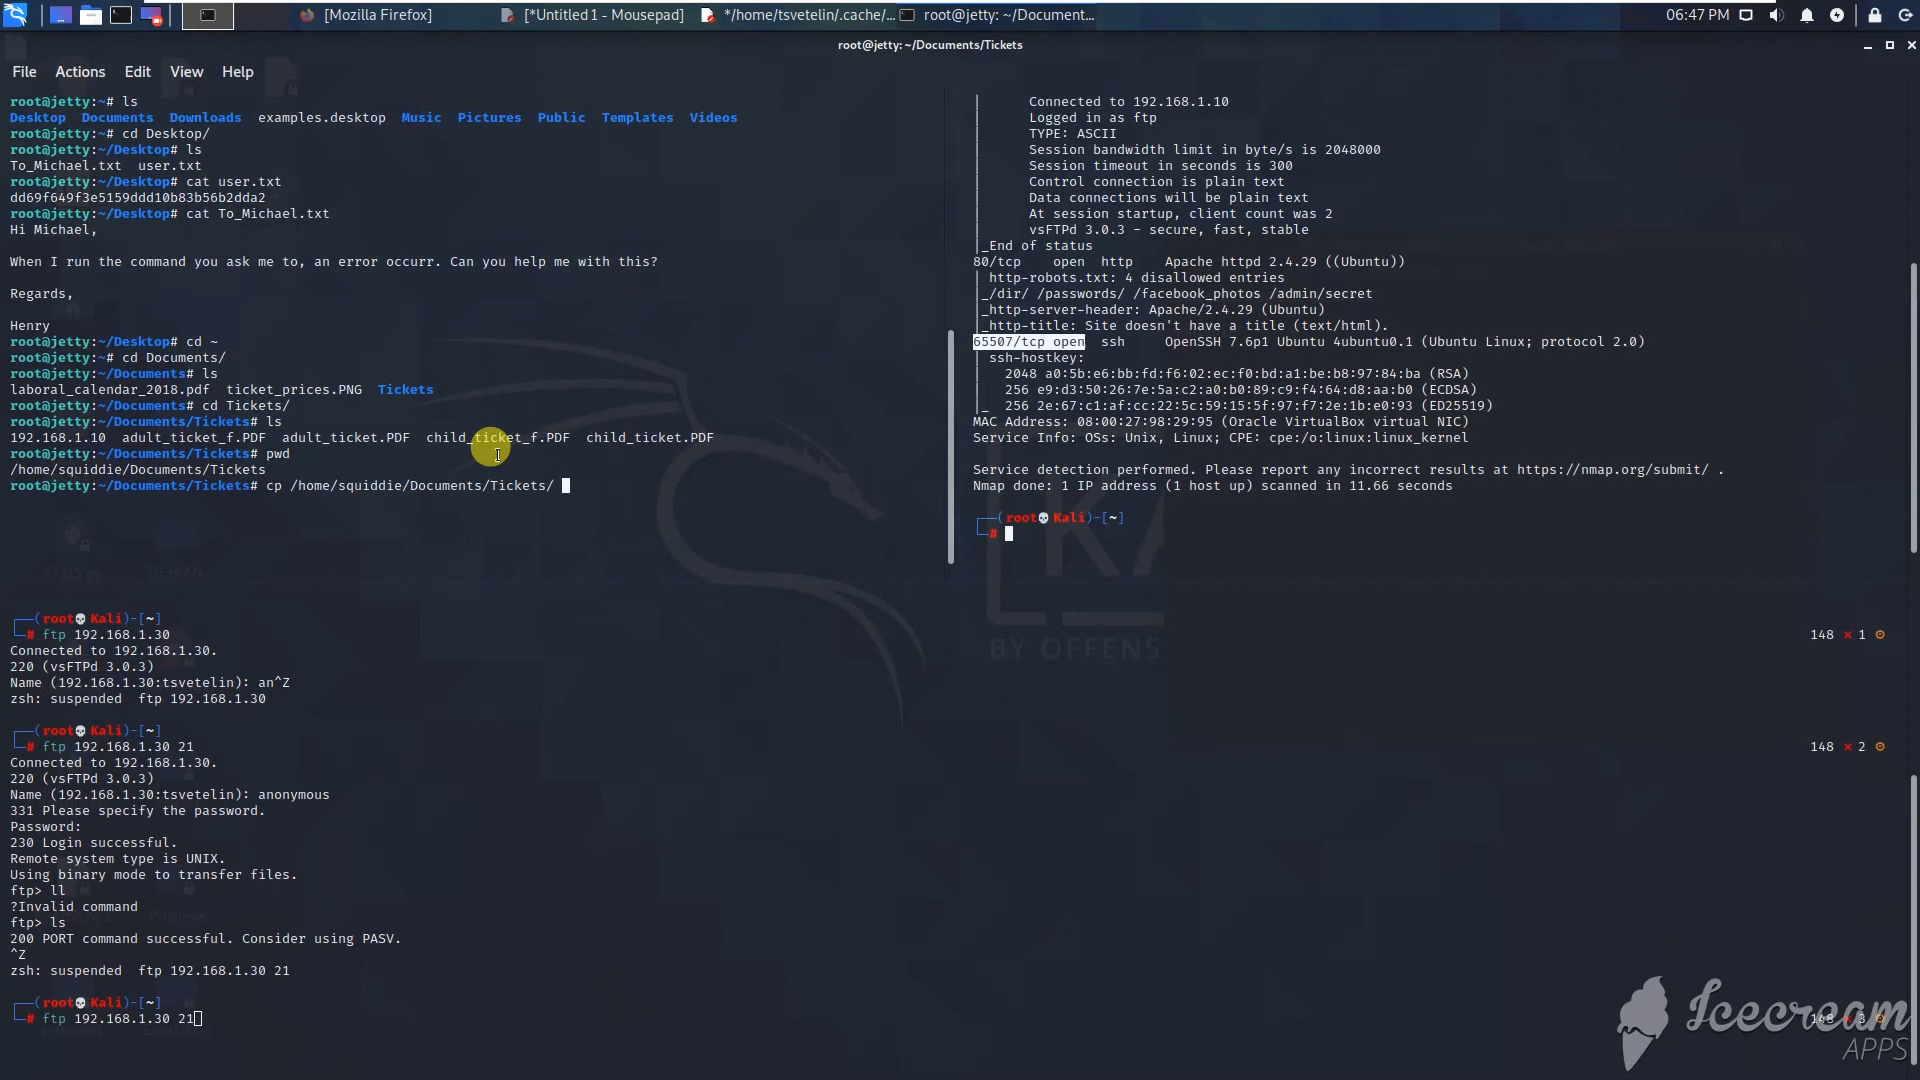 [Mozilla Firefox]
[*Untitled 1 - Mousepad]
*/home/tsvetelin/.cache/...
root@jetty: ~/Document...
06:47 PM
root@jetty: ~/Documents/Tickets
File Actions Edit View Help
root@jetty:~# ls
Desktop Documents Downloads examples.desktop Music Pictures Public Templates Videos
root@jetty:~# cd Desktop/
root@jetty:~/Desktop# ls
To_Michael.txt user.txt
root@jetty:~/Desktop# cat user.txt
dd69f649f3e5159ddd10b83b56b2dda2
root@jetty:~/Desktop# cat To_Michael.txt
Hi Michael,
When I run the command you ask me to, an error occurr. Can you help me with this?
Regards,
Henry
root@jetty:~/Desktop# cd ~
root@jetty:~# cd Documents/
root@jetty:~/Documents# ls
laboral_calendar_2018.pdf ticket_prices.PNG Tickets
root@jetty:~/Documents# cd Tickets/
root@jetty:~/Documents/Tickets# ls
192.168.1.10 adult_ticket_f.PDF adult_ticket.PDF child_ticket_f.PDF child_ticket.PDF
root@jetty:~/Documents/Tickets# pwd
/home/squiddie/Documents/Tickets
root@jetty:~/Documents/Tickets# cp /home/squiddie/Documents/Tickets/
| Connected to 192.168.1.10
| Logged in as ftp
| TYPE: ASCII
| Session bandwidth limit in byte/s is 2048000
| Session timeout in seconds is 300
| Control connection is plain text
| Data connections will be plain text
| At session startup, client count was 2
| vsFTPd 3.0.3 - secure, fast, stable
|_End of status
80/tcp open http Apache httpd 2.4.29 ((Ubuntu))
| http-robots.txt: 4 disallowed entries
|_/dir/ /passwords/ /facebook_photos /admin/secret
|_http-server-header: Apache/2.4.29 (Ubuntu)
|_http-title: Site doesn't have a title (text/html).
65507/tcp open ssh OpenSSH 7.6p1 Ubuntu 4ubuntu0.1 (Ubuntu Linux; protocol 2.0)
| ssh-hostkey:
| 2048 a0:5b:e6:bb:fd:f6:02:ec:f0:bd:a1:be:b8:97:84:ba (RSA)
| 256 e9:d3:50:26:7e:5a:c2:a0:b0:89:c9:f4:64:d8:aa:b0 (ECDSA)
|_ 256 2e:67:c1:af:cc:22:5c:59:15:5f:97:f7:2e:1b:e0:93 (ED25519)
MAC Address: 08:00:27:98:29:95 (Oracle VirtualBox virtual NIC)
Service Info: OSs: Unix, Linux; CPE: cpe:/o:linux:linux_kernel
Service detection performed. Please report any incorrect results at https://nmap.org/submit/ .
Nmap done: 1 IP address (1 host up) scanned in 11.66 seconds
┌──(root💀Kali)-[~]
└─#
BY OFFENS
┌──(root💀Kali)-[~]
└─# ftp 192.168.1.30 148 ⨯ 1 ⚙
Connected to 192.168.1.30.
220 (vsFTPd 3.0.3)
Name (192.168.1.30:tsvetelin): an^Z
zsh: suspended ftp 192.168.1.30
┌──(root💀Kali)-[~]
└─# ftp 192.168.1.30 21 148 ⨯ 2 ⚙
Connected to 192.168.1.30.
220 (vsFTPd 3.0.3)
Name (192.168.1.30:tsvetelin): anonymous
331 Please specify the password.
Password:
230 Login successful.
Remote system type is UNIX.
Using binary mode to transfer files.
ftp> ll
?Invalid command
ftp> ls
200 PORT command successful. Consider using PASV.
^Z
zsh: suspended ftp 192.168.1.30 21
┌──(root💀Kali)-[~]
└─# ftp 192.168.1.30 21 148 ⨯ 3 ⚙
Icecream
APPS